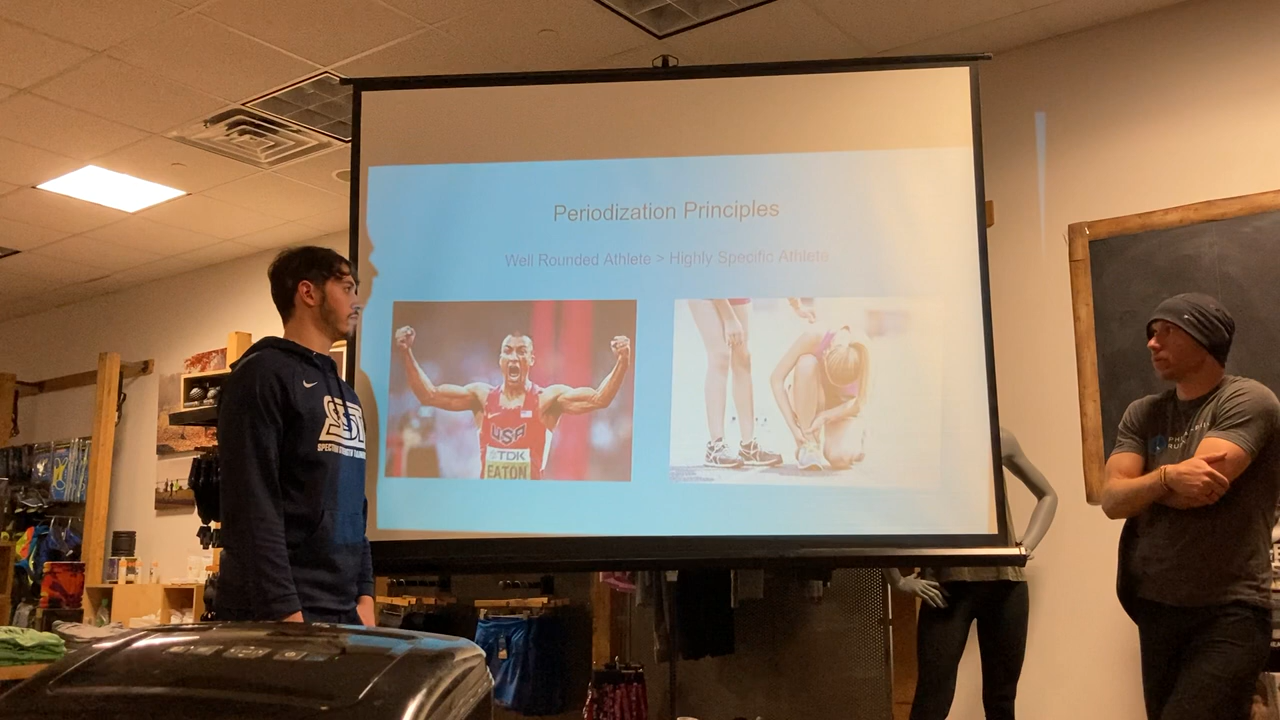 Periodization Principles
Well Rounded Athlete > Highly Specific Athlete
USA
TDK
EATON
SST